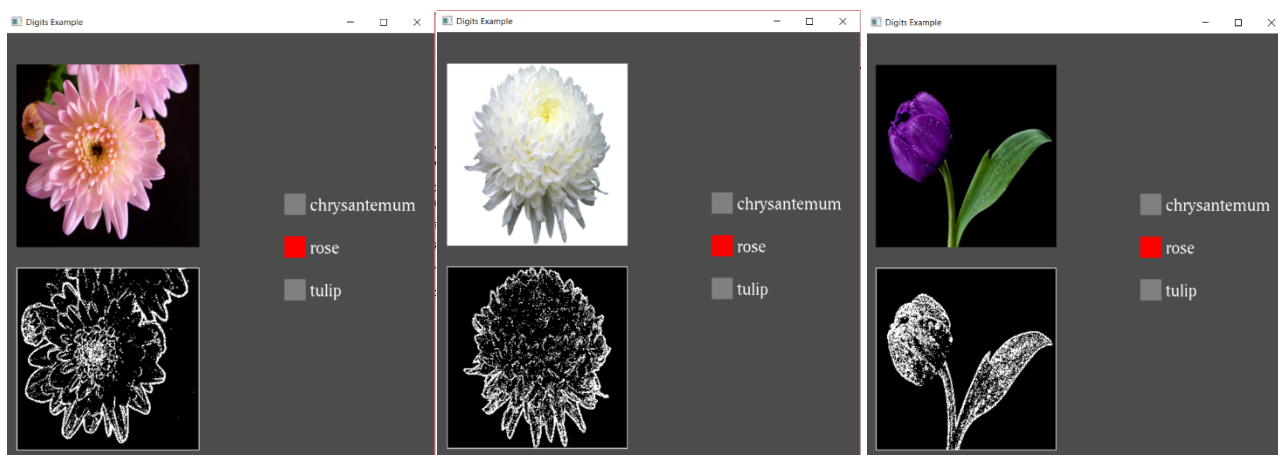 Digits Example
chrysantemum
rose
tulip
Digits Example
chrysantemum
rose
tulip
Digits Example
chrysantemum
rose
tulip